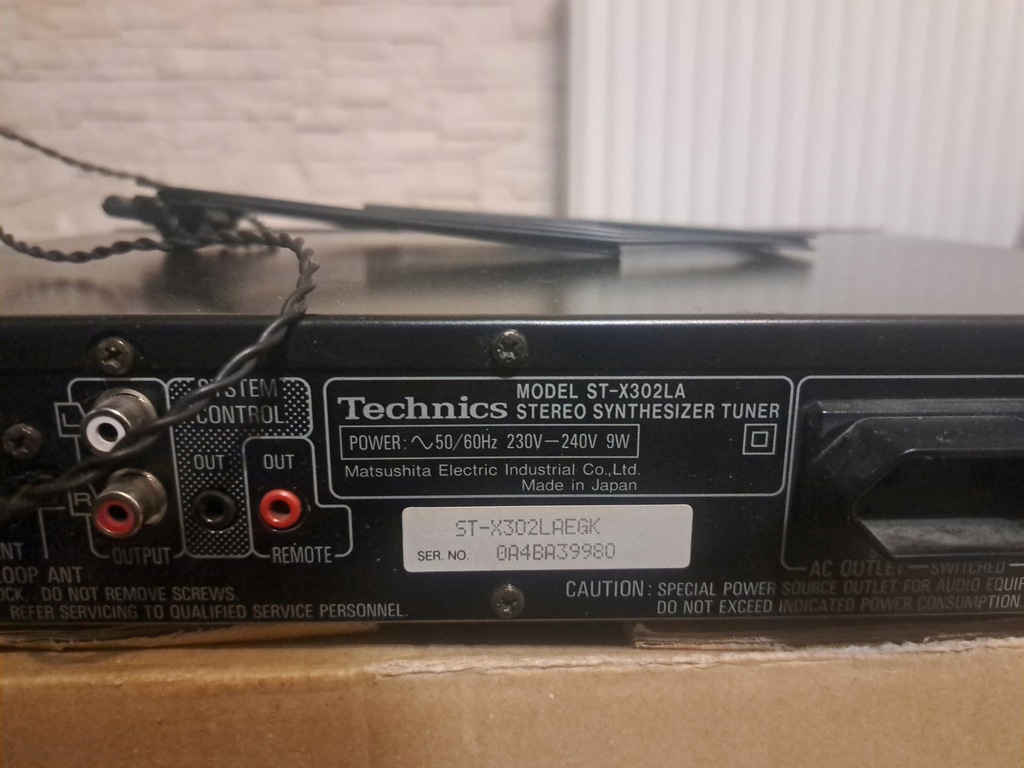 L
R
OUTPUT
SYSTEM
CONTROL
OUT
OUT
REMOTE
Technics
MODEL ST-X302LA
STEREO SYNTHESIZER TUNER
POWER: ∿50/60Hz 230V—240V 9W
Matsushita Electric Industrial Co.,Ltd.
Made in Japan
ST-X302LAEGK
SER. NO. 0A4BA39980
AC OUTLET—SWITCHED
ANT
LOOP ANT
DO NOT REMOVE SCREWS.
REFER SERVICING TO QUALIFIED SERVICE PERSONNEL.
CAUTION: SPECIAL POWER SOURCE OUTLET FOR AUDIO
DO NOT EXCEED INDICATED POWER CONSUMPTION.